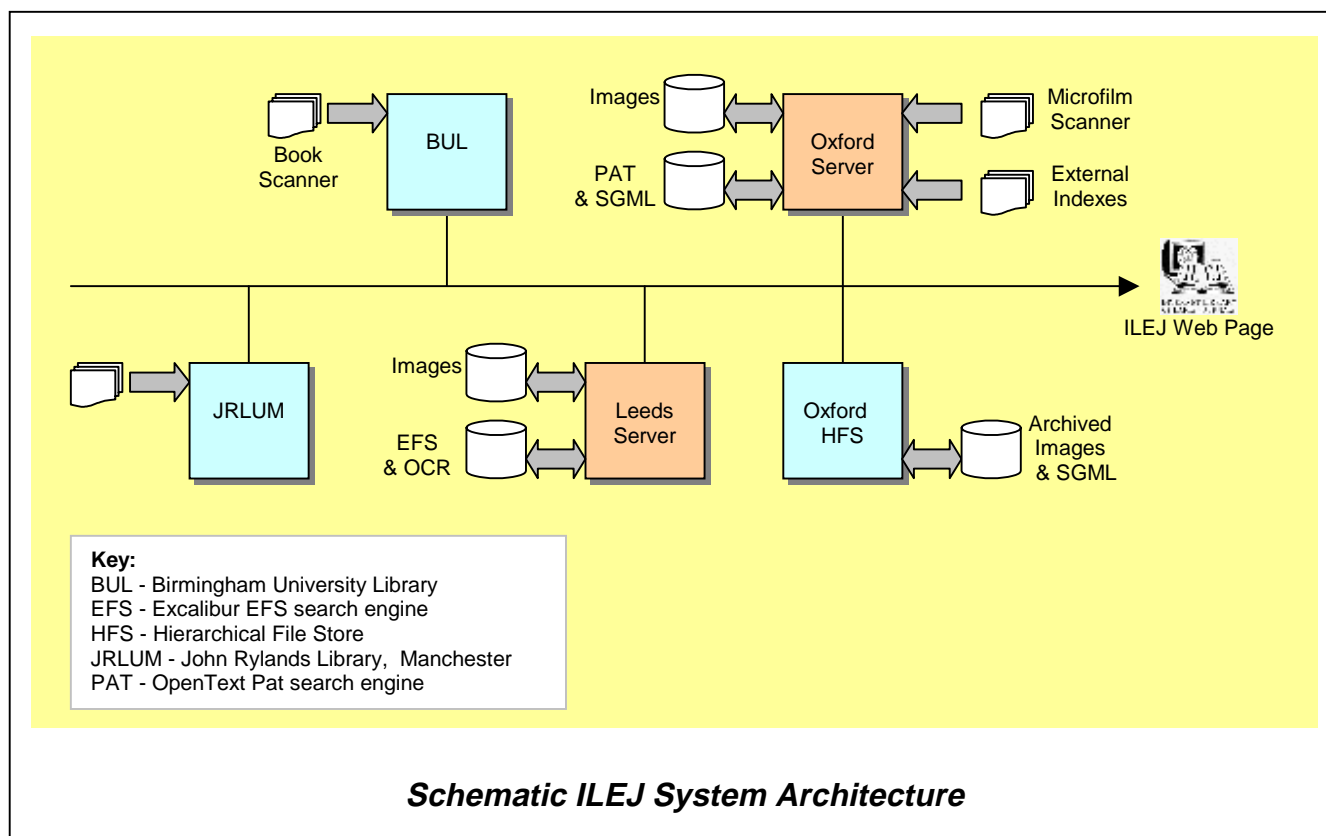 Book
Scanner
BUL
Images
PAT
& SGML
Oxford
Server
Microfilm
Scanner
External
Indexes
ILEJ Web Page
JRLUM
Images
EFS
& OCR
Leeds
Server
Oxford
HFS
Archived
Images
& SGML
Key:
BUL - Birmingham University Library
EFS - Excalibur EFS search engine
HFS - Hierarchical File Store
JRLUM - John Rylands Library, Manchester
PAT - OpenText Pat search engine
Schematic ILEJ System Architecture